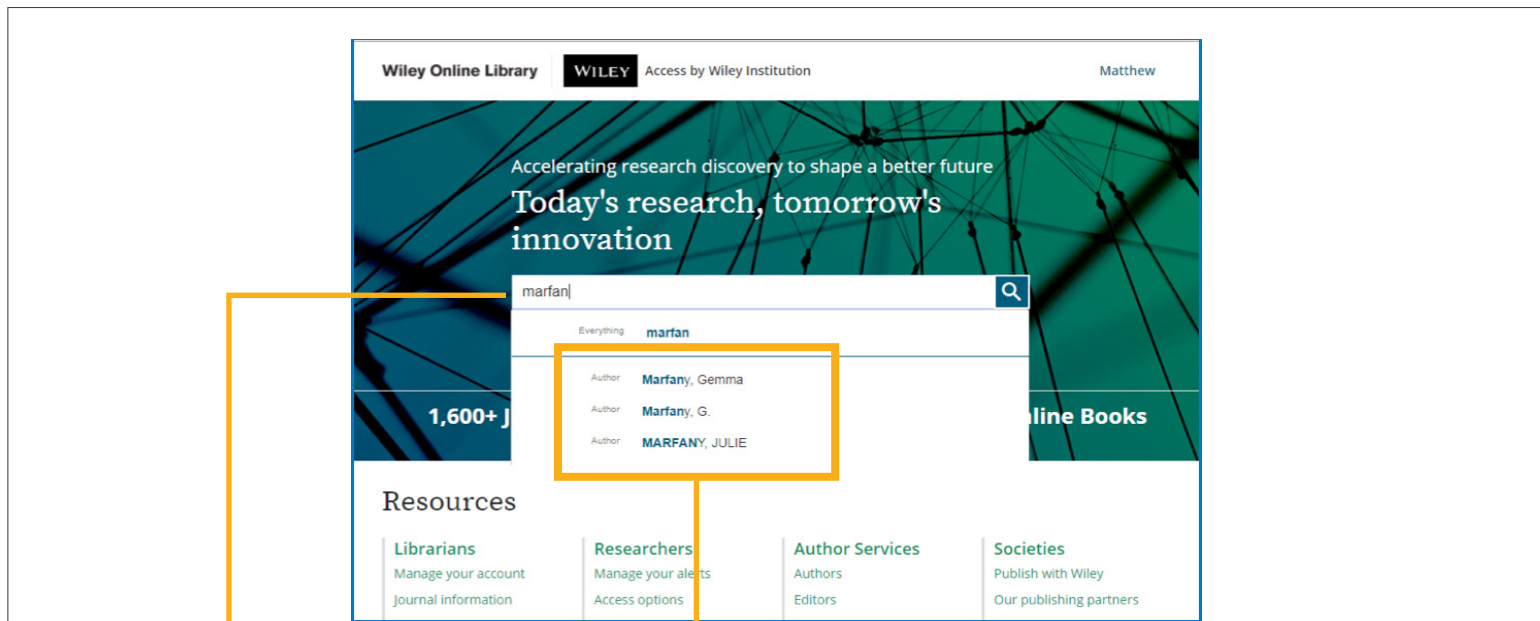 Wiley Online Library WILEY Access by Wiley Institution Matthew
Accelerating research discovery to shape a better future
Today's research, tomorrow's
innovation
marfan
Everything marfan
Author Marfany, Gemma
Author Marfany, G.
Author MARFANY, JULIE
1,600+ J line Books
Resources
Librarians Researchers Author Services Societies
Manage your account Manage your alerts Authors Publish with Wiley
Journal information Access options Editors Our publishing partners